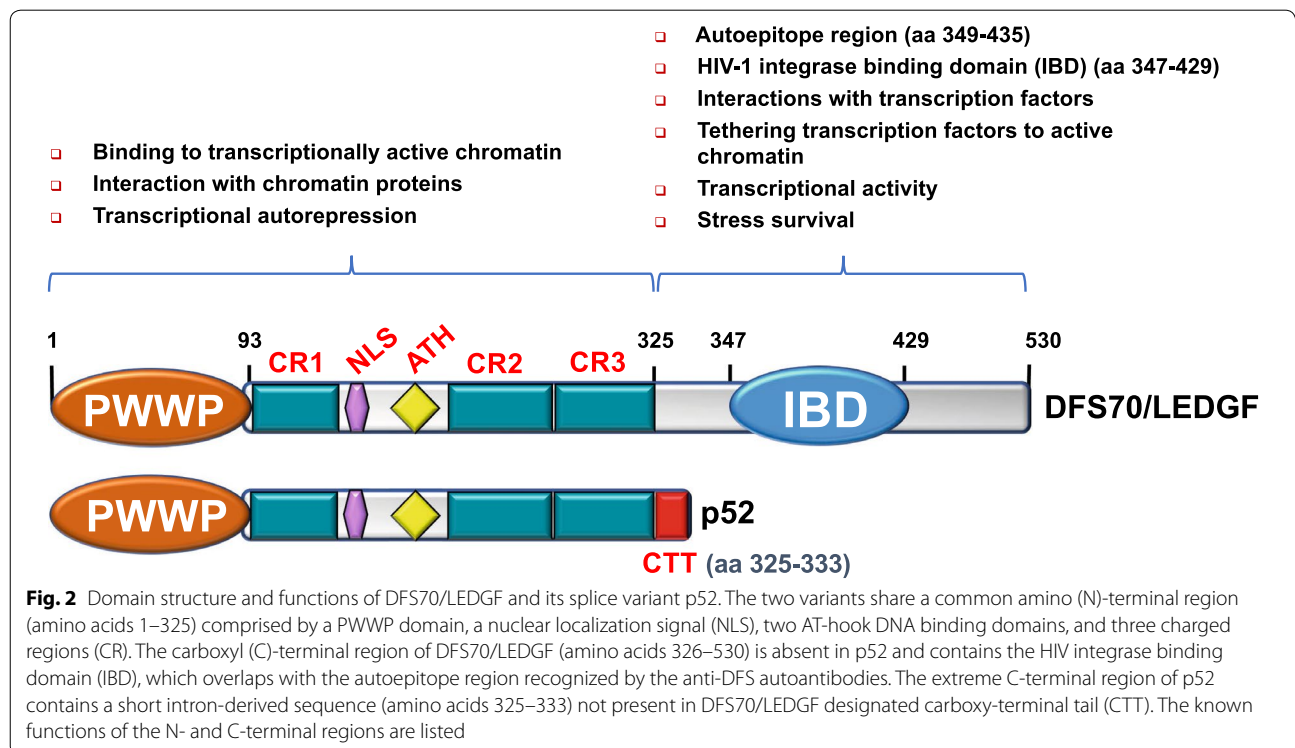 Autoepitope region (aa 349-435)
HIV-1 integrase binding domain (IBD) (aa 347-429)
Interactions with transcription factors
Tethering transcription factors to active
chromatin
Transcriptional activity
Stress survival
Binding to transcriptionally active chromatin
Interaction with chromatin proteins
Transcriptional autorepression
1 93 325 347 429 530
CR1 NLS ATH CR2 CR3
PWWP IBD DFS70/LEDGF
PWWP p52
CTT (aa 325-333)
Fig. 2 Domain structure and functions of DFS70/LEDGF and its splice variant p52. The two variants share a common amino (N)-terminal region
(amino acids 1–325) comprised by a PWWP domain, a nuclear localization signal (NLS), two AT-hook DNA binding domains, and three charged
regions (CR). The carboxyl (C)-terminal region of DFS70/LEDGF (amino acids 326–530) is absent in p52 and contains the HIV integrase binding
domain (IBD), which overlaps with the autoepitope region recognized by the anti-DFS autoantibodies. The extreme C-terminal region of p52
contains a short intron-derived sequence (amino acids 325–333) not present in DFS70/LEDGF designated carboxy-terminal tail (CTT). The known
functions of the N- and C-terminal regions are listed